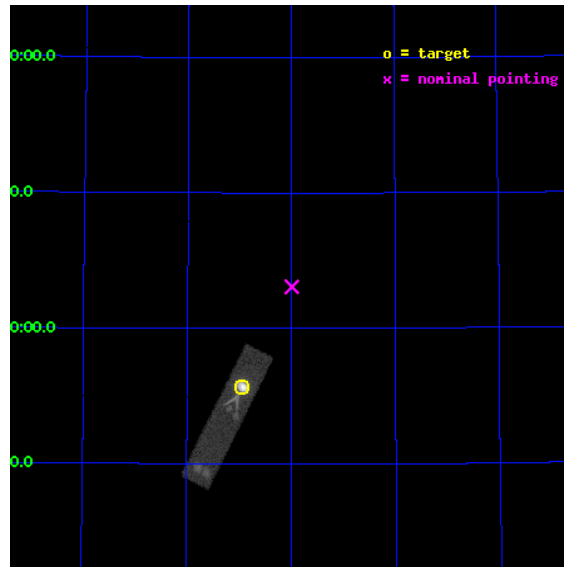 0:00.0
o = target
x = nominal pointing
0.0
0:00.0
0.0